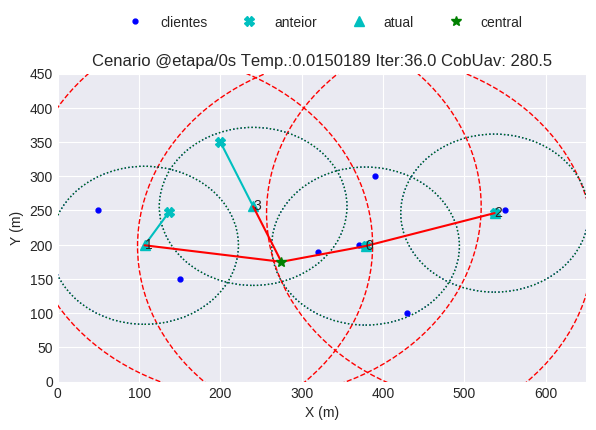 clientes anteior atual central
Cenario @etapa/0s Temp.:0.0150189 Iter:36.0 CobUav: 280.5
450
400
350
300
250
200
150
100
50
0
Y (m)
3
2
1
0 100 200 300 400 500 600
X (m)